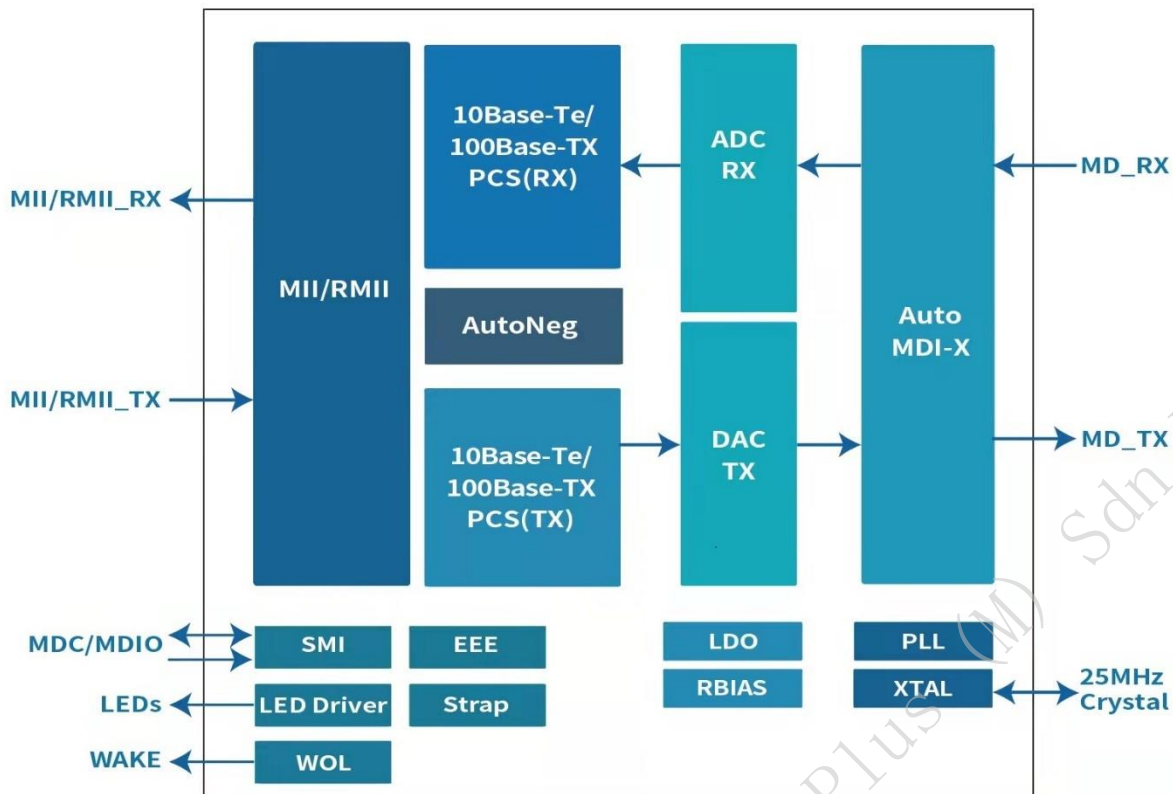 10Base-Te/
100Base-TX
PCS(RX)
ADC
RX
MD_RX
MII/RMII_RX
MII/RMII
AutoNeg
Auto
MDI-X
MII/RMII_TX
10Base-Te/
100Base-TX
PCS(TX)
DAC
TX
MD_TX
MDC/MDIO
SMI
EEE
LDO
PLL
LEDs
LED Driver
Strap
RBIAS
XTAL
25MHz
Crystal
WAKE
WOL
Plus (M) Sdn